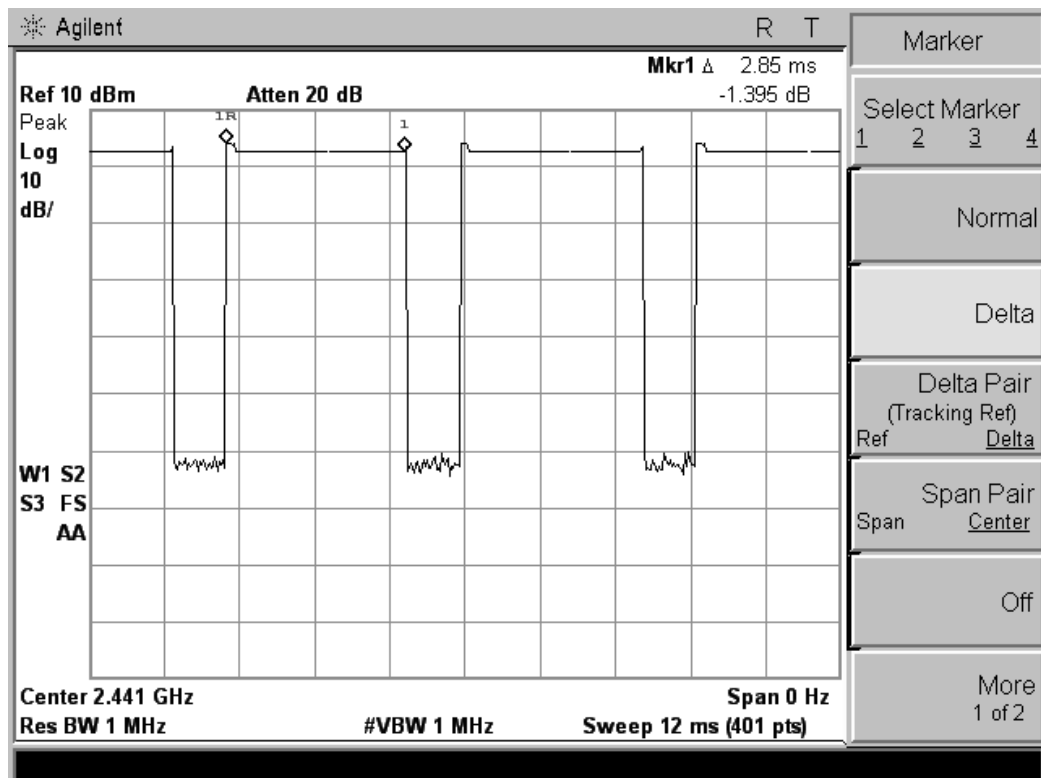 Agilent R T
Mkr1 Δ 2.85 ms
Ref 10 dBm Atten 20 dB -1.395 dB
Peak
Log
10
dB/
1R
1
W1 S2
S3 FS
AA
Center 2.441 GHz Span 0 Hz
Res BW 1 MHz #VBW 1 MHz Sweep 12 ms (401 pts)
Marker
Select Marker
1 2 3 4
Normal
Delta
Delta Pair
(Tracking Ref)
Ref Delta
Span Pair
Span Center
Off
More
1 of 2